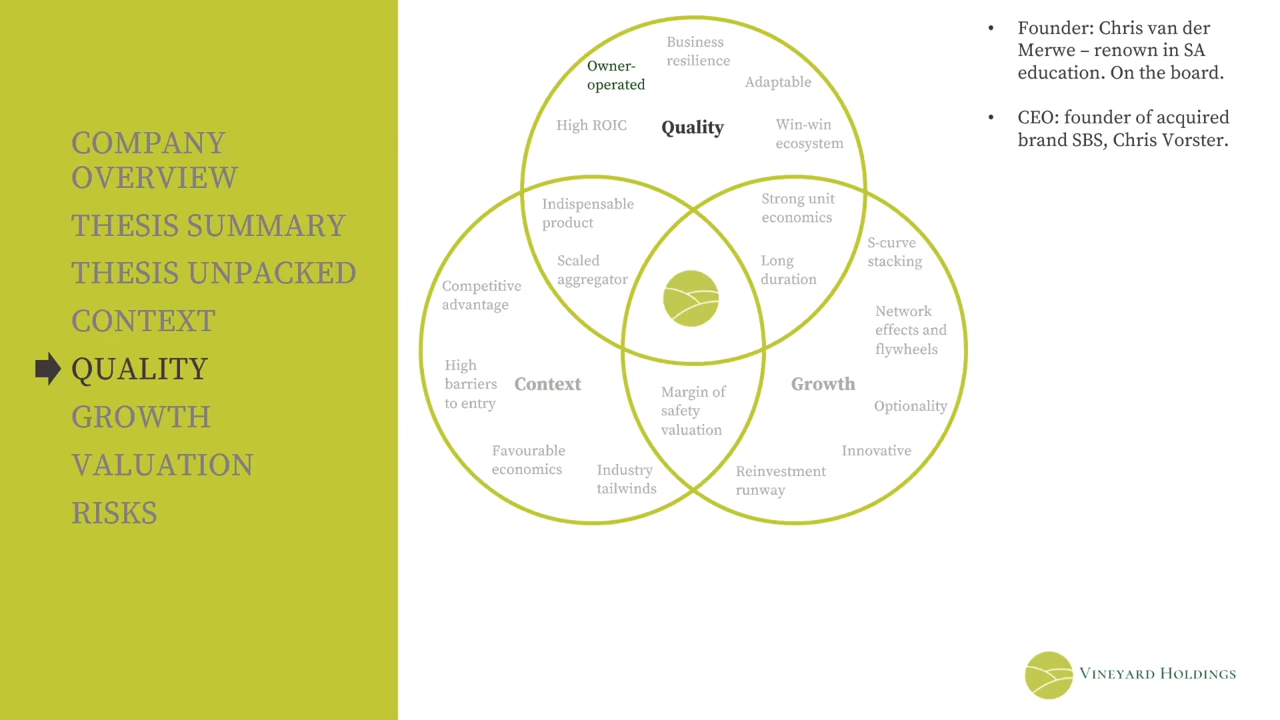 COMPANY
OVERVIEW
THESIS SUMMARY
THESIS UNPACKED
CONTEXT
QUALITY
GROWTH
VALUATION
RISKS
Business
resilience
Owner-
operated
Adaptable
High ROIC
Quality
Win-win
ecosystem
Indispensable
product
Strong unit
economics
Scaled
aggregator
Long
duration
S-curve
stacking
Competitive
advantage
Network
effects and
flywheels
High
barriers
to entry
Context
Growth
Margin of
safety
valuation
Optionality
Favourable
economics
Industry
tailwinds
Reinvestment
runway
Innovative
• Founder: Chris van der
Merwe – renown in SA
education. On the board.
• CEO: founder of acquired
brand SBS, Chris Vorster.
VINEYARD HOLDINGS